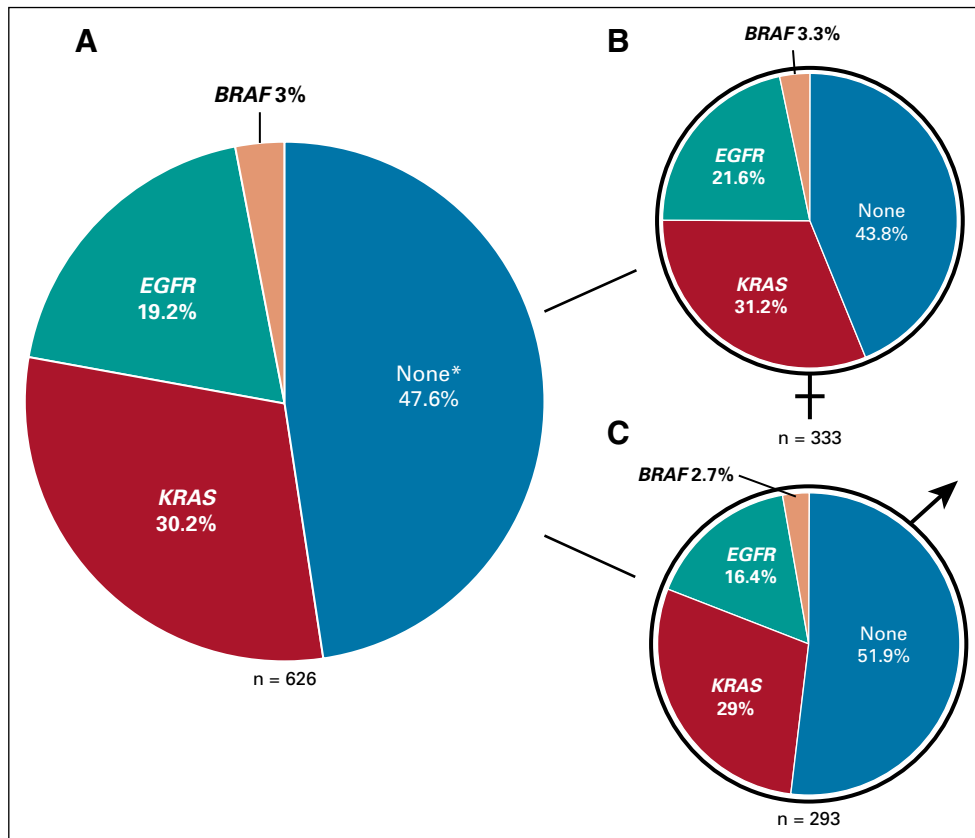 A
BRAF 3%
EGFR
19.2%
None*
47.6%
KRAS
30.2%
n = 626
B
BRAF 3.3%
EGFR
21.6%
None
43.8%
KRAS
31.2%
n = 333
C
BRAF 2.7%
EGFR
16.4%
None
51.9%
KRAS
29%
n = 293